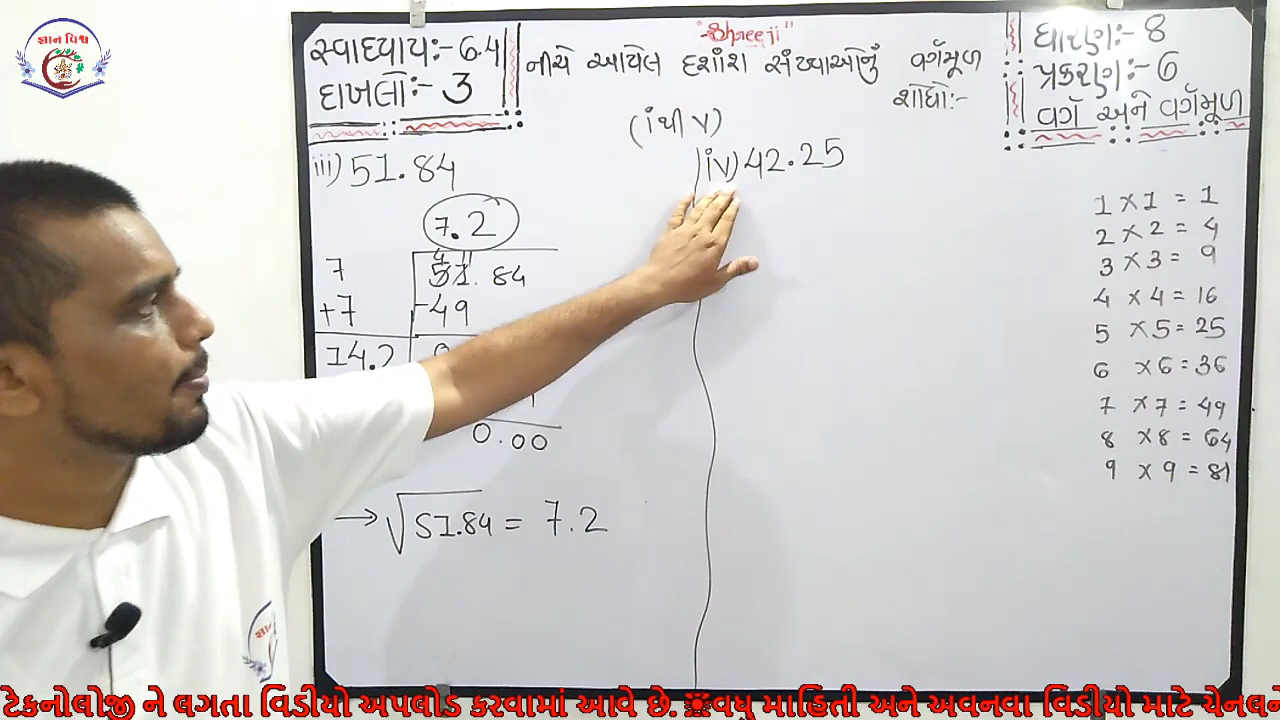 જ્ઞાન વિશ્વ
સ્વાધ્યાય:- 6.4
દાખલો:- 3
"Shreeji"
નીચે આપેલ દશાંશ સંખ્યાઓનું વર્ગમૂળ
શોધો:-
(i થી v)
ધોરણ:- 8
પ્રકરણ:- 6
વર્ગ અને વર્ગમૂળ
iii) 51.84
7.2
7
4 11
51.84
+7
-49
14.2
0.00
→ √51.84 = 7.2
iv) 42.25
1 × 1 = 1
2 × 2 = 4
3 × 3 = 9
4 × 4 = 16
5 × 5 = 25
6 × 6 = 36
7 × 7 = 49
8 × 8 = 64
9 × 9 = 81
ટેકનોલોજી ને લગતા વિડીયો અપલોડ કરવામાં આવે છે. વધુ માહિતી અને અવનવા વિડીયો માટે ચેનલને